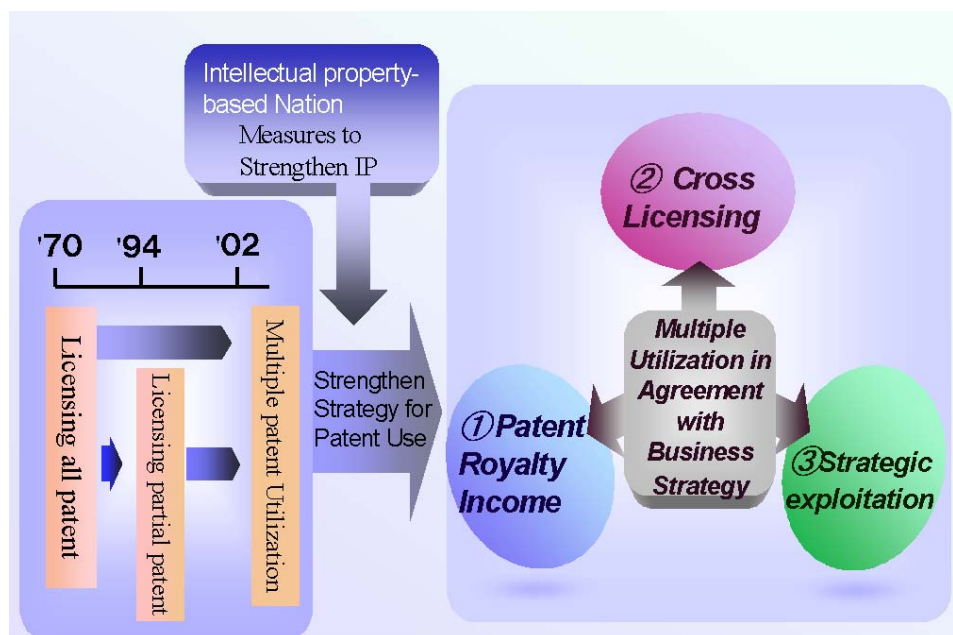 Intellectual property-
based Nation
Measures to
Strengthen IP
'70
'94
'02
Licensing all patent
Licensing partial patent
Multiple patent Utilization
Strengthen
Strategy for
Patent Use
② Cross
Licensing
Multiple
Utilization in
Agreement
with
Business
Strategy
①Patent
Royalty
Income
③Strategic
exploitation